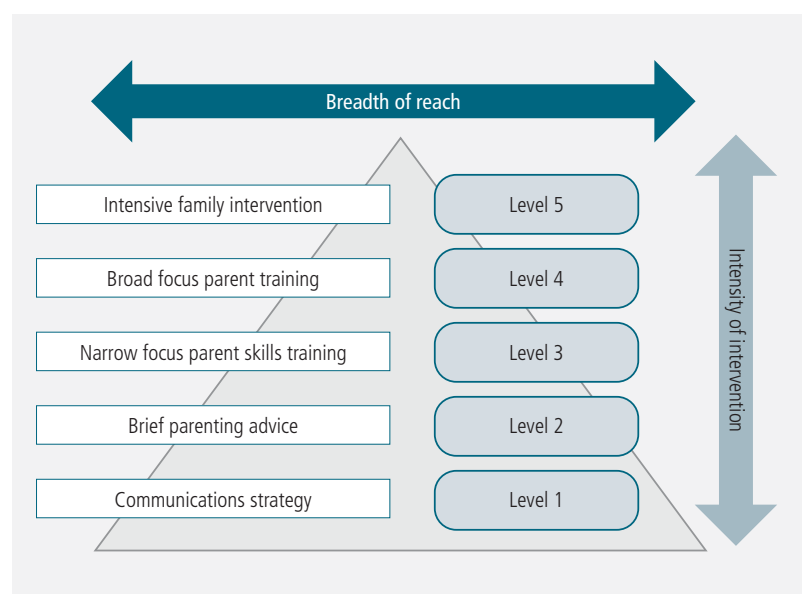 Breadth of reach
Intensive family intervention
Level 5
Broad focus parent training
Level 4
Narrow focus parent skills training
Level 3
Brief parenting advice
Level 2
Communications strategy
Level 1
Intensity of intervention